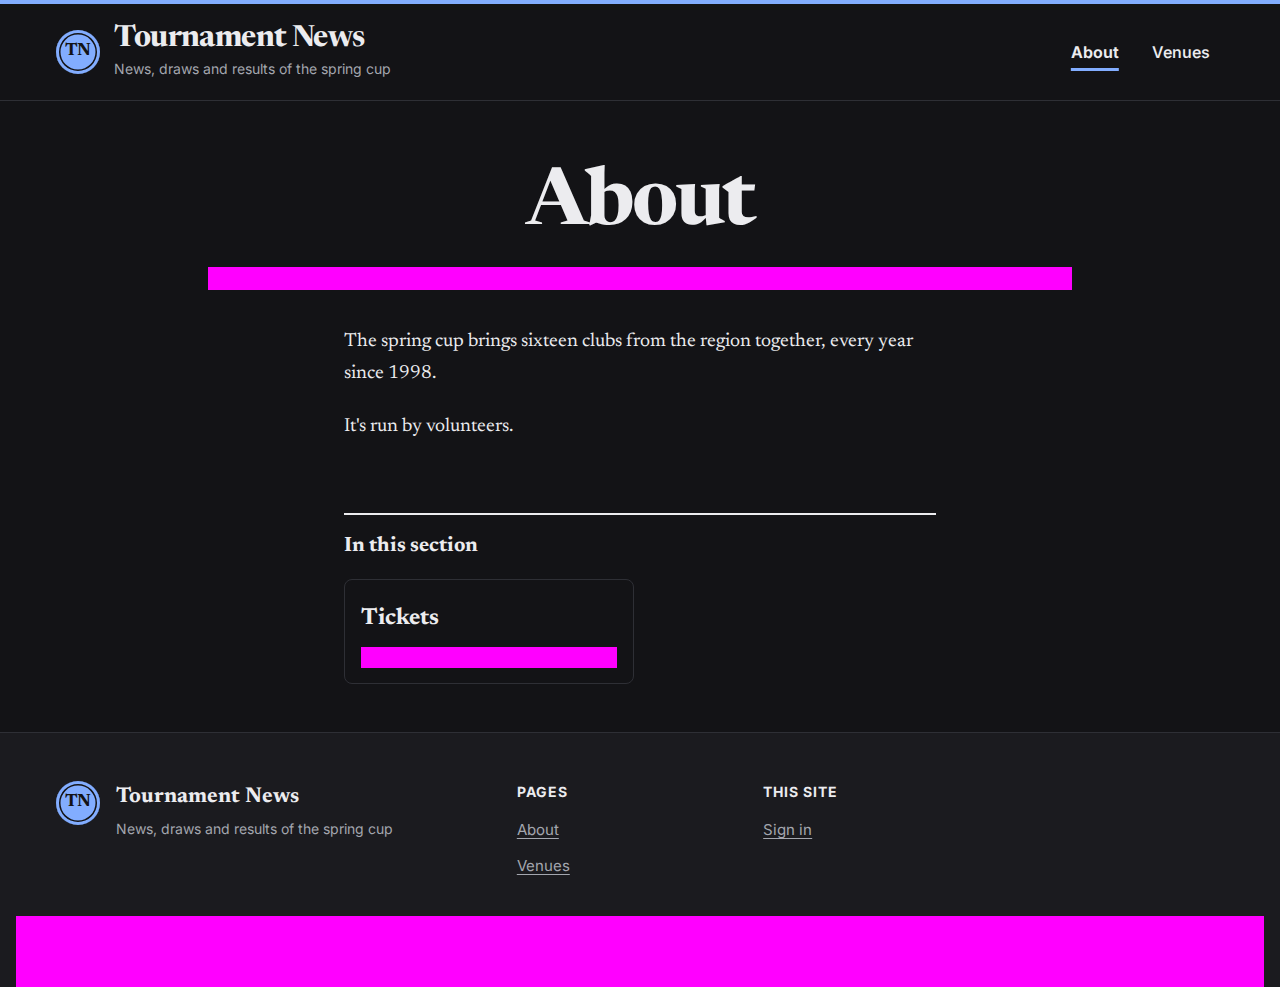 TN
Tournament News
News, draws and results of the spring cup
About
Venues
About
The spring cup brings sixteen clubs from the region together, every year
since 1998.
It's run by volunteers.
In this section
Tickets
TN
Tournament News
News, draws and results of the spring cup
PAGES
About
Venues
THIS SITE
Sign in